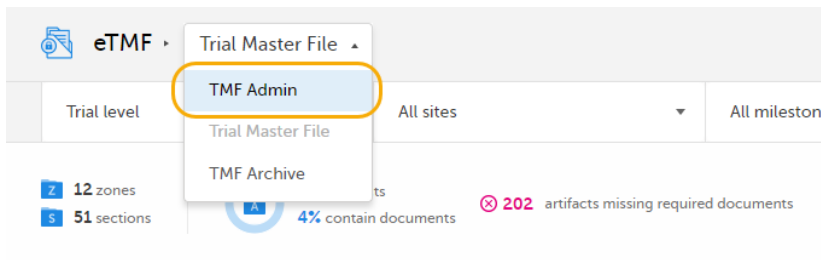 eTMF ▸ Trial Master File ▴
TMF Admin
Trial level
All sites
All mileston
Trial Master File
TMF Archive
Z 12 zones
ts
202 artifacts missing required documents
S 51 sections
A
4% contain documents